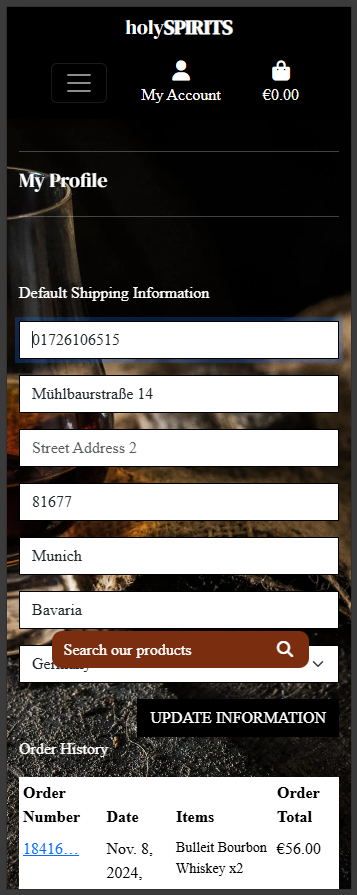 holySPIRITS
My Account
€0.00
My Profile
Default Shipping Information
01726106515
Mühlbaurstraße 14
Street Address 2
81677
Munich
Bavaria
Search our products
Germany
UPDATE INFORMATION
Order History
Order Number Date Items Order Total
18416… Nov. 8, 2024, Bulleit Bourbon Whiskey x2 €56.00